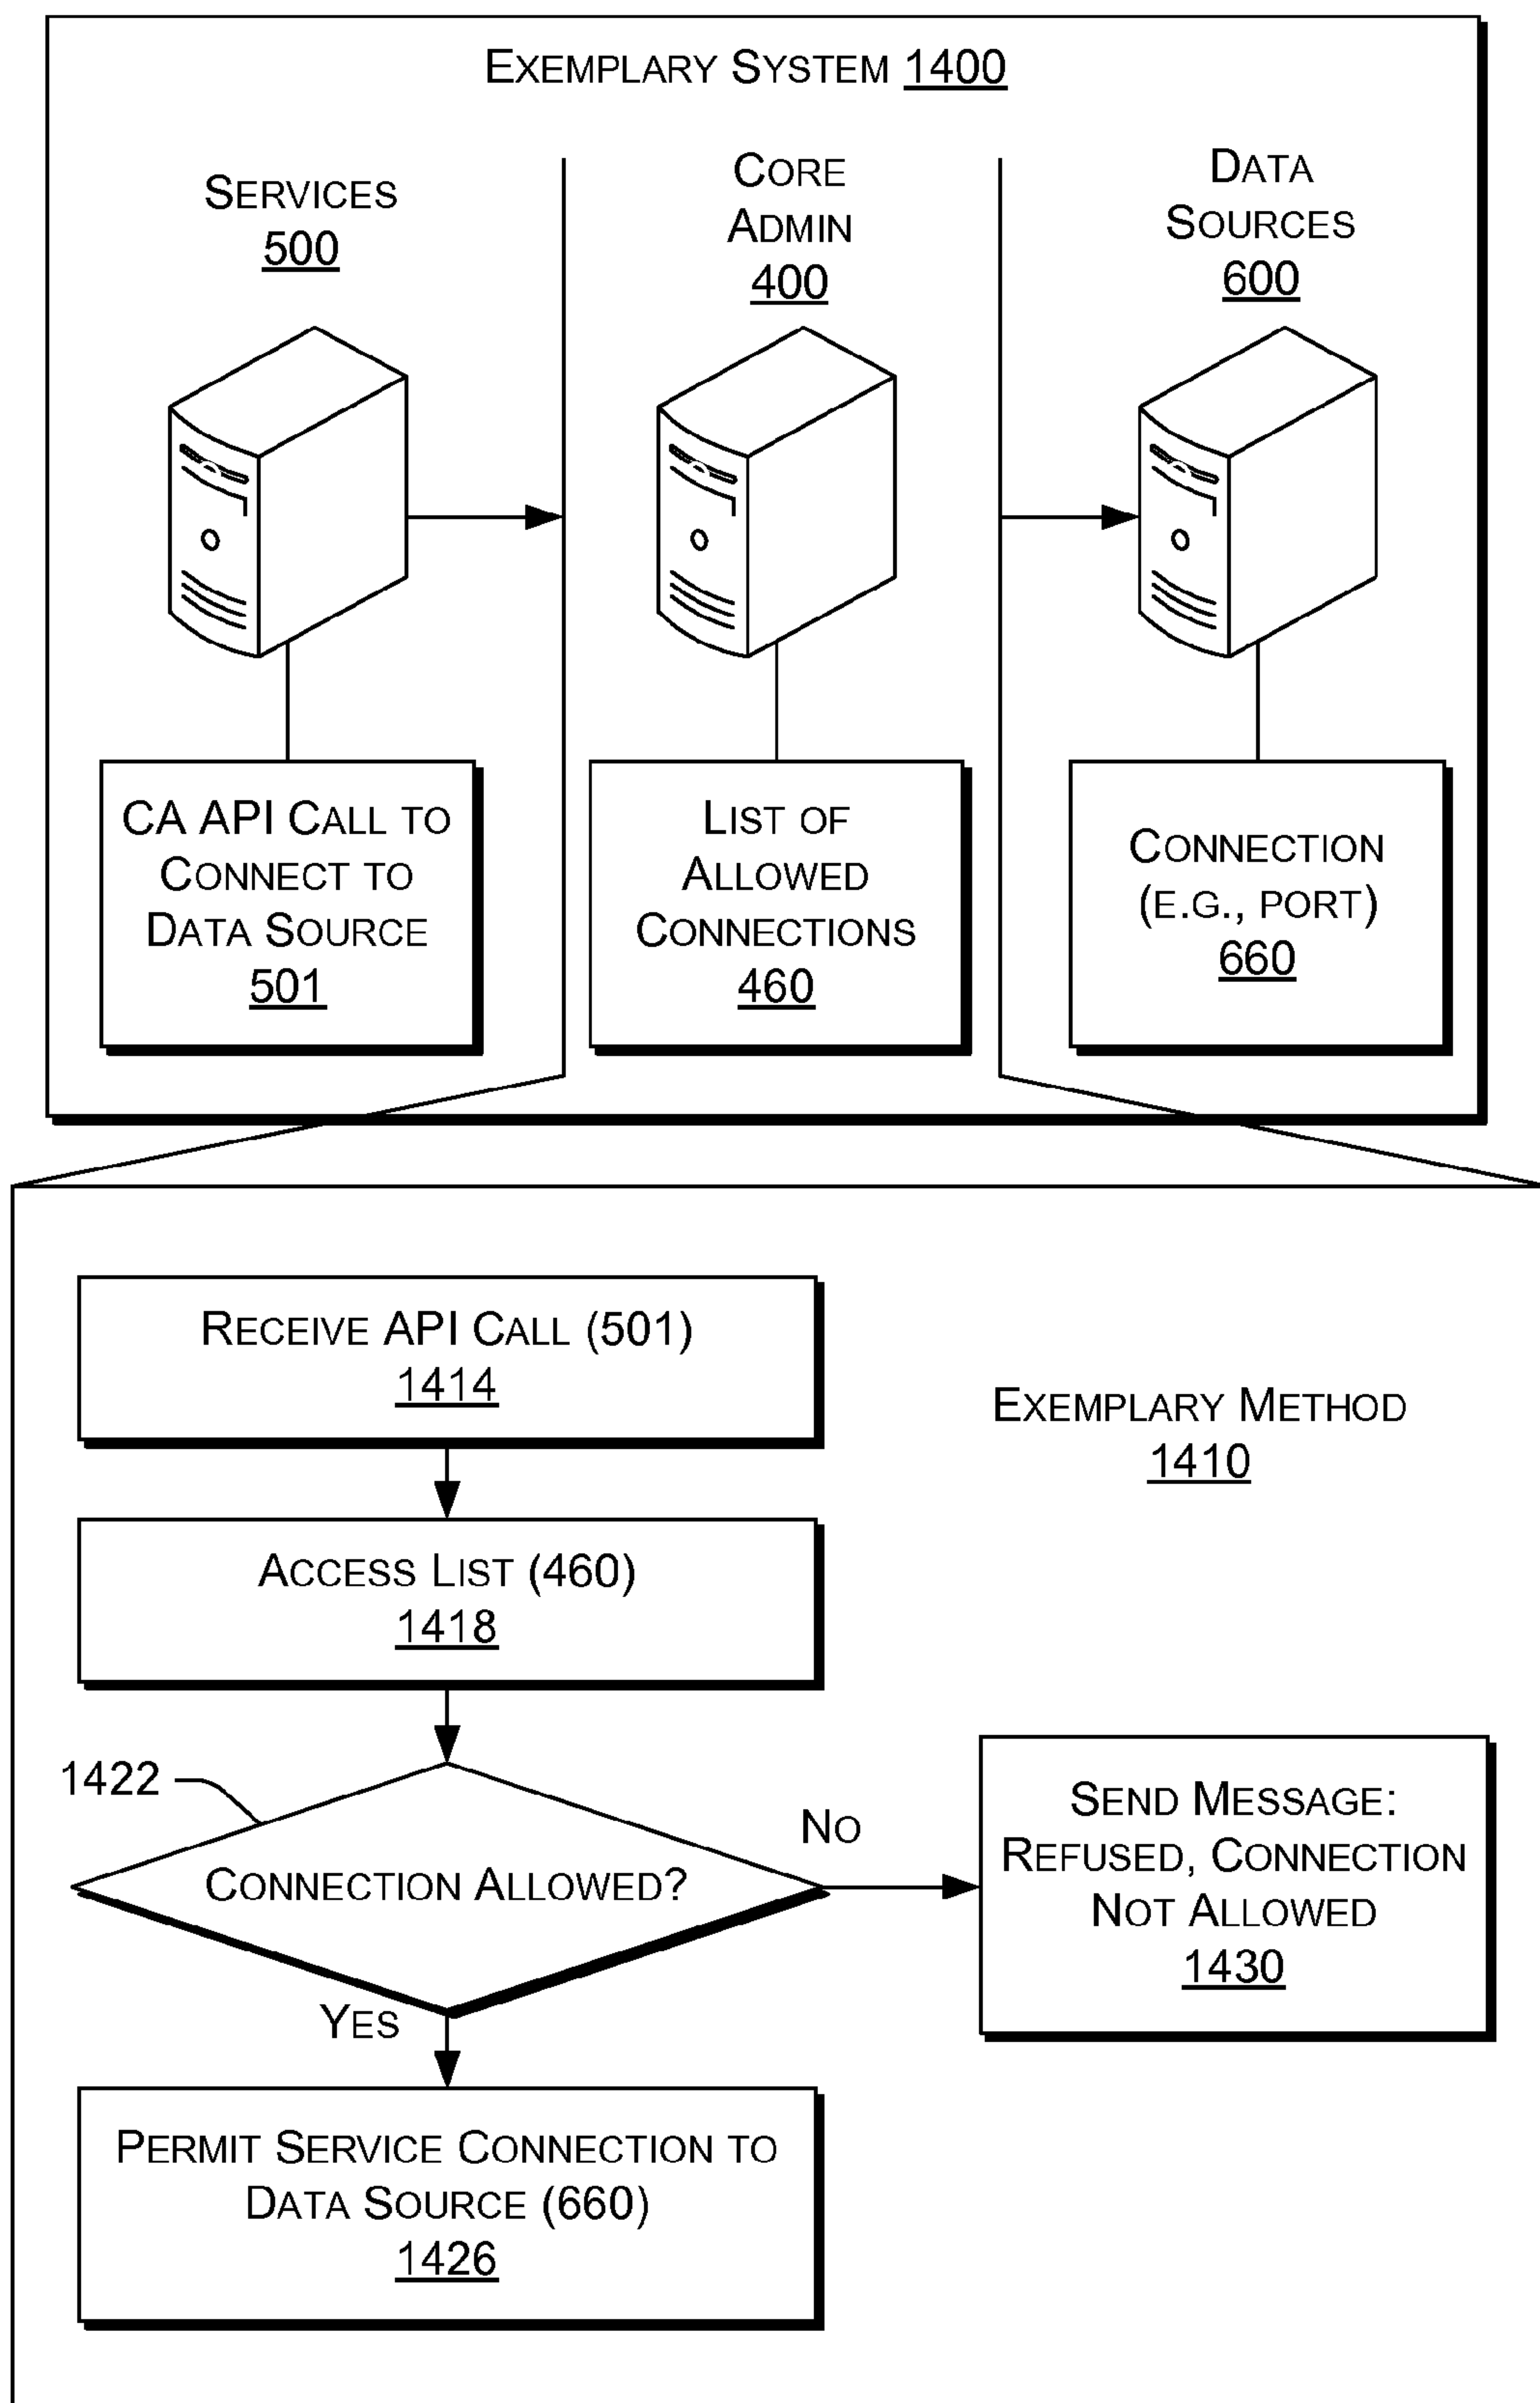 EXEMPLARY SYSTEM 1400
SERVICES
500
CORE
ADMIN
400
DATA
SOURCES
600
CA API CALL TO
CONNECT TO
DATA SOURCE
501
LIST OF
ALLOWED
CONNECTIONS
460
CONNECTION
(E.G., PORT)
660
RECEIVE API CALL (501)
1414
EXEMPLARY METHOD
1410
ACCESS LIST (460)
1418
1422
CONNECTION ALLOWED?
NO
SEND MESSAGE:
REFUSED, CONNECTION
NOT ALLOWED
1430
YES
PERMIT SERVICE CONNECTION TO
DATA SOURCE (660)
1426